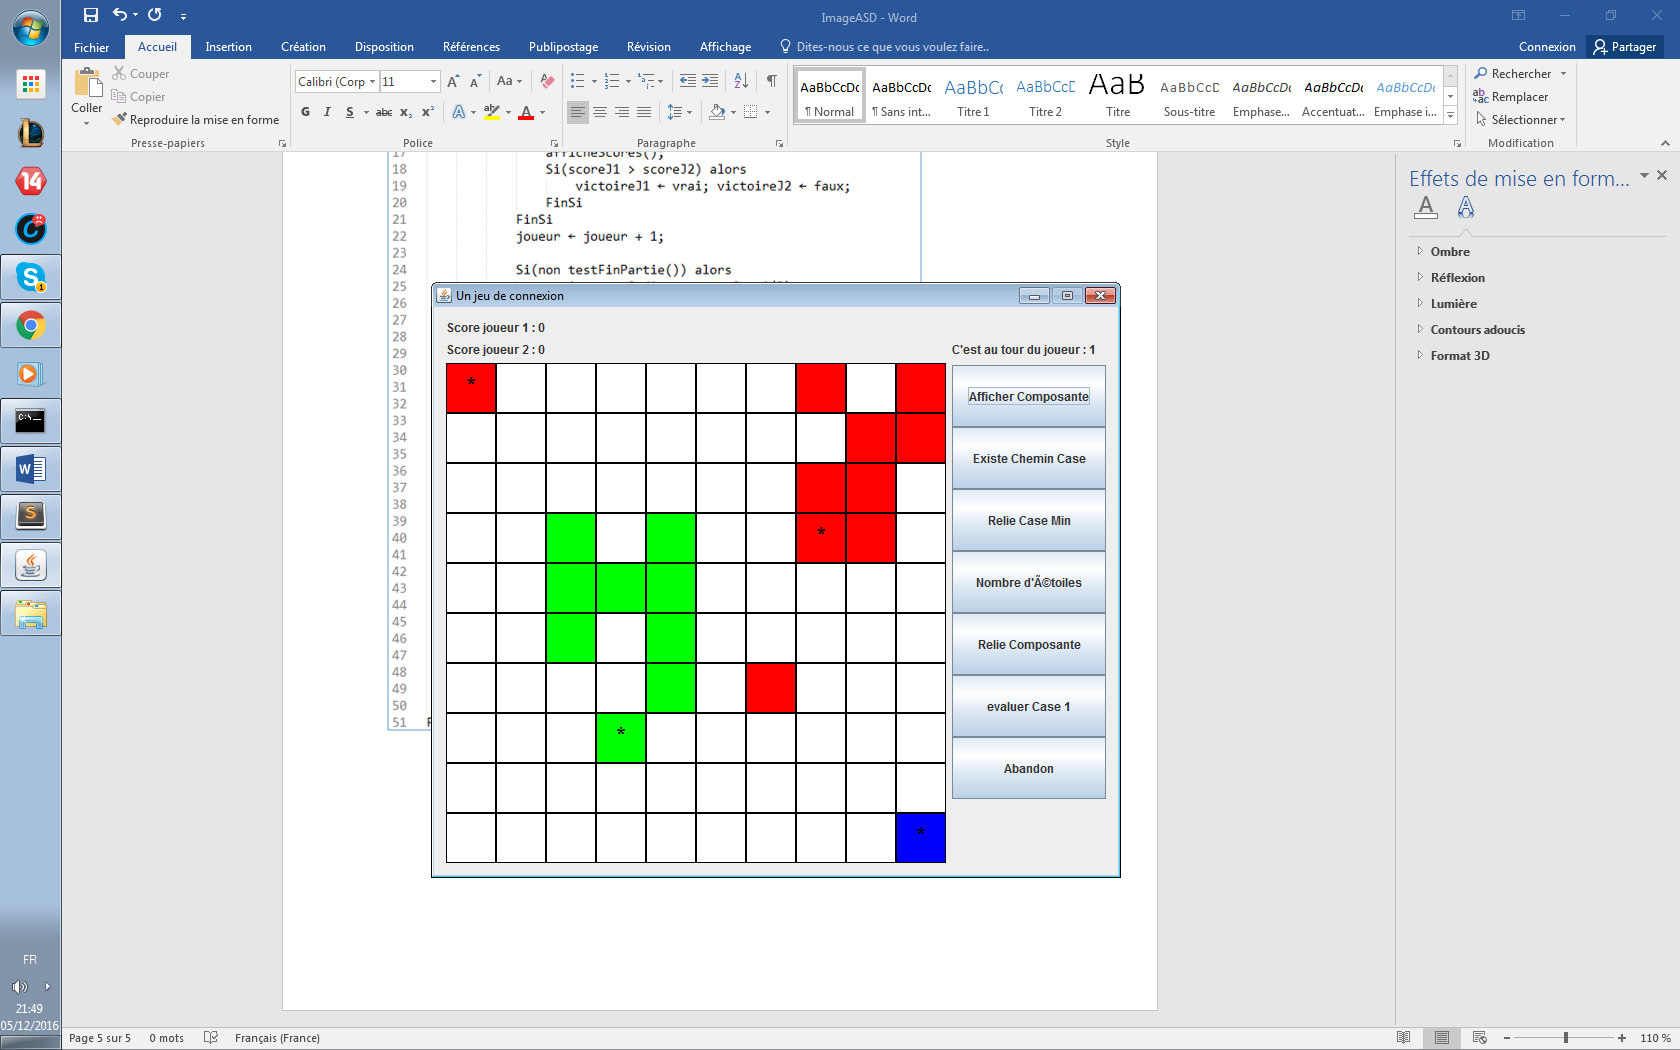 ImageASD - Word
Fichier Accueil Insertion Création Disposition Références Publipostage Révision Affichage Dites-nous ce que vous voulez faire.. Connexion Partager
Coller
Couper
Copier
Reproduire la mise en forme
Presse-papiers
Calibri (Corp 11
Aa
G I S abc x₂ x²
Police
Paragraphe
AaBbCcDc AaBbCcDc AaBbC AaBbCcD AaB AaBbCcD AaBbCcDc AaBbCcDc AaBbCcDc
¶ Normal ¶ Sans int... Titre 1 Titre 2 Titre Sous-titre Emphase... Accentuat... Emphase i...
Style
Rechercher
Remplacer
Sélectionner
Modification
17 afficheScores();
18 Si(scoreJ1 > scoreJ2) alors
19 victoireJ1 ← vrai; victoireJ2 ← faux;
20 FinSi
21 FinSi
22 joueur ← joueur + 1;
23
24 Si(non testFinPartie()) alors
25
26
27
28
29
30
31
32
33
34
35
36
37
38
39
40
41
42
43
44
45
46
47
48
49
50
51 F
Un jeu de connexion
Score joueur 1 : 0
Score joueur 2 : 0
C'est au tour du joueur : 1
*
*
*
*
Afficher Composante
Existe Chemin Case
Relie Case Min
Nombre d'Ã©toiles
Relie Composante
evaluer Case 1
Abandon
Effets de mise en form...
A A
Ombre
Réflexion
Lumière
Contours adoucis
Format 3D
14
C:\
FR
21:49
05/12/2016
Page 5 sur 5 0 mots Français (France) 110 %